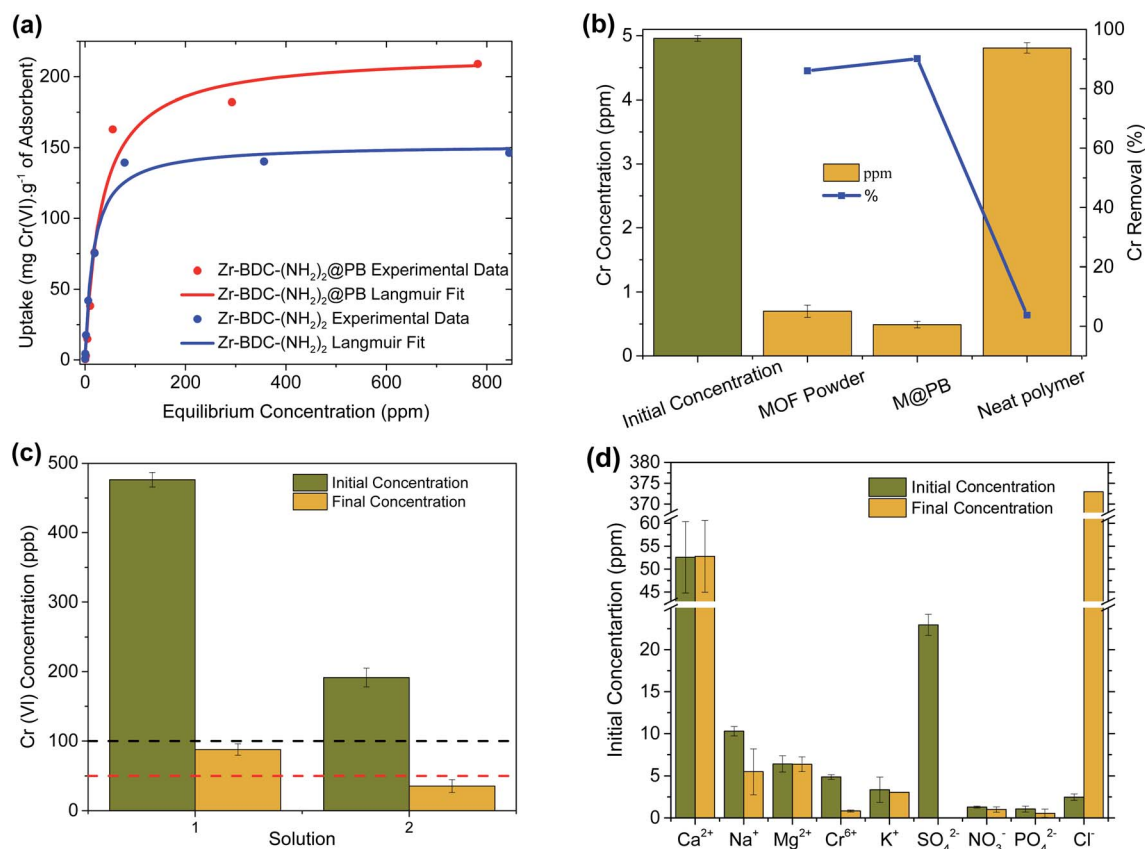 (a)
200
150
100
50
0
0
200
400
600
800
Uptake (mg Cr(VI).g⁻¹ of Adsorbent)
Equilibrium Concentration (ppm)
Zr-BDC-(NH₂)₂@PB Experimental Data
Zr-BDC-(NH₂)₂@PB Langmuir Fit
Zr-BDC-(NH₂)₂ Experimental Data
Zr-BDC-(NH₂)₂ Langmuir Fit
(b)
5
4
3
2
1
0
Cr Concentration (ppm)
ppm
%
100
80
60
40
20
0
Cr Removal (%)
Initial Concentration
MOF Powder
M@PB
Neat polymer
(c)
500
400
300
200
100
0
Cr (VI) Concentration (ppb)
Initial Concentration
Final Concentration
1
2
Solution
(d)
380
370
60
55
50
45
20
15
10
5
0
Initial Concentartion (ppm)
Initial Concentration
Final Concentration
Ca²⁺
Na⁺
Mg²⁺
Cr⁶⁺
K⁺
SO₄²⁻
NO₃⁻
PO₄²⁻
Cl⁻